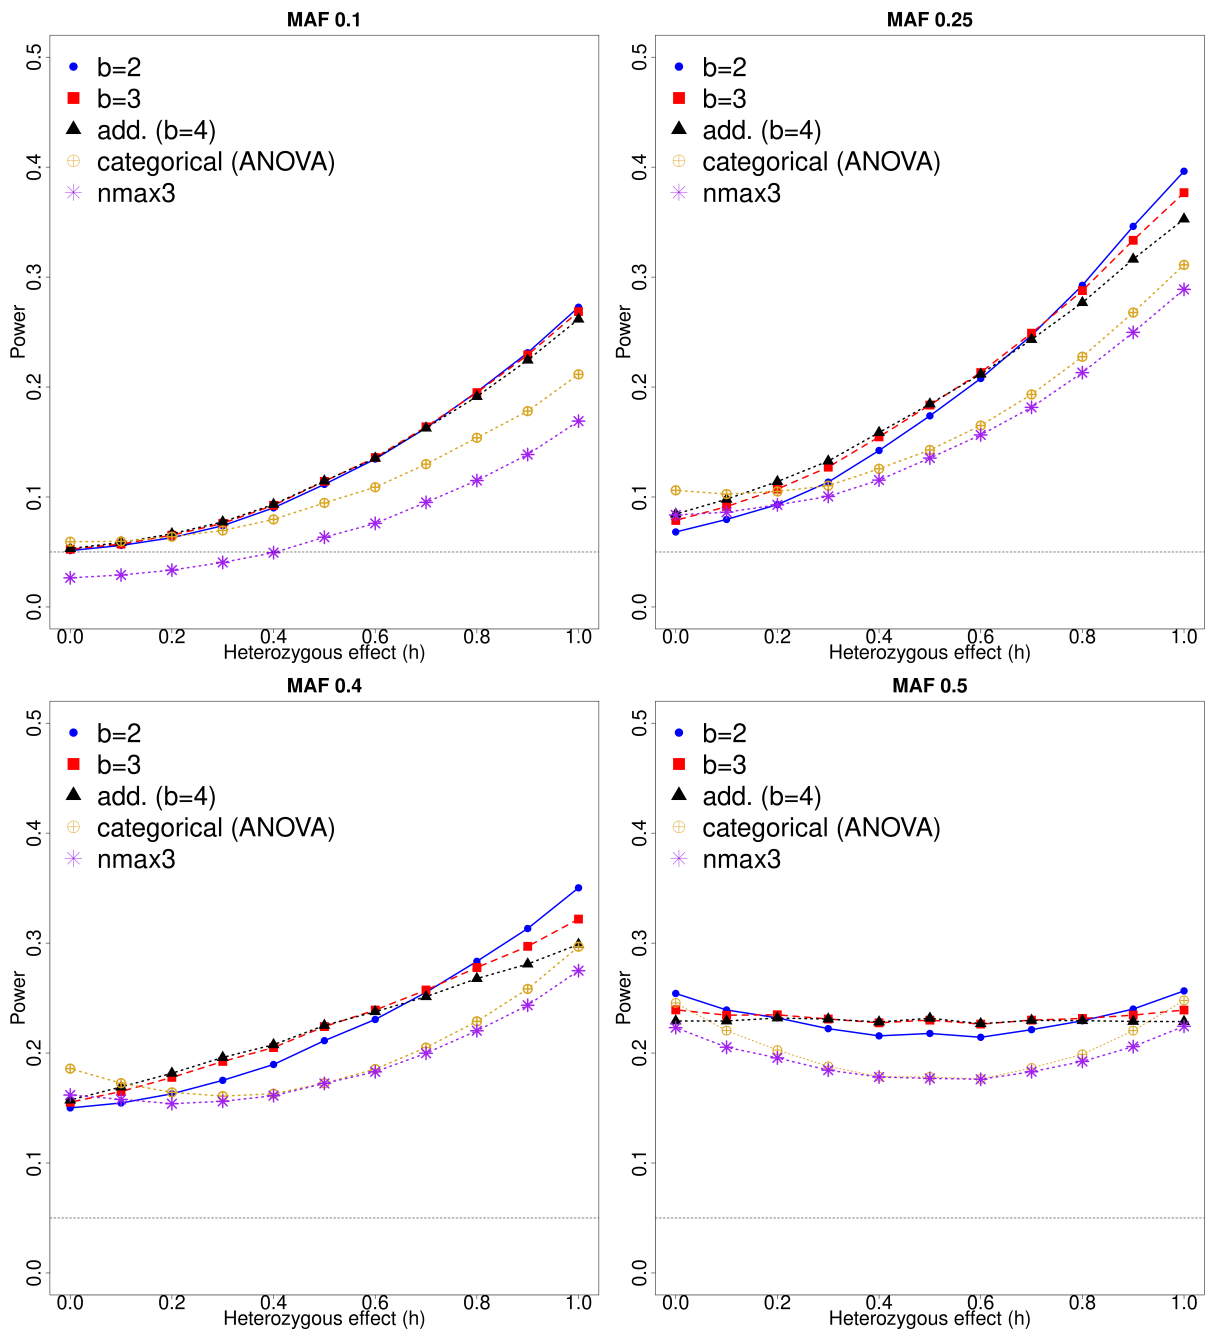 MAF 0.1
b=2
b=3
add. (b=4)
categorical (ANOVA)
nmax3
Power
0.0 0.1 0.2 0.3 0.4 0.5
0.0 0.2 0.4 0.6 0.8 1.0
Heterozygous effect (h)
MAF 0.25
b=2
b=3
add. (b=4)
categorical (ANOVA)
nmax3
Power
0.0 0.1 0.2 0.3 0.4 0.5
0.0 0.2 0.4 0.6 0.8 1.0
Heterozygous effect (h)
MAF 0.4
b=2
b=3
add. (b=4)
categorical (ANOVA)
nmax3
Power
0.0 0.1 0.2 0.3 0.4 0.5
0.0 0.2 0.4 0.6 0.8 1.0
Heterozygous effect (h)
MAF 0.5
b=2
b=3
add. (b=4)
categorical (ANOVA)
nmax3
Power
0.0 0.1 0.2 0.3 0.4 0.5
0.0 0.2 0.4 0.6 0.8 1.0
Heterozygous effect (h)